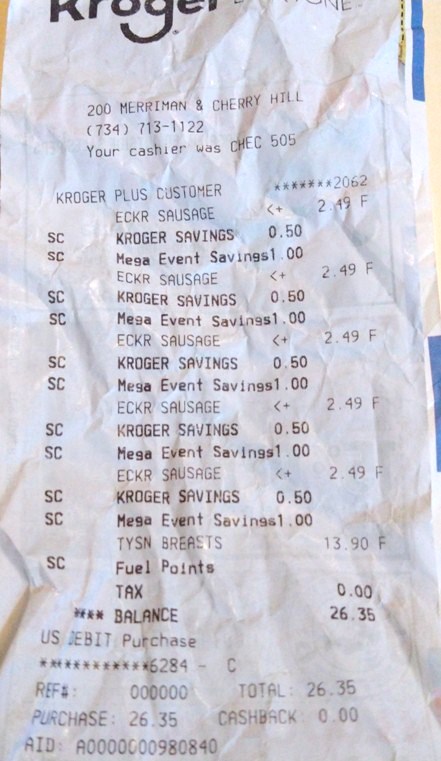 Kroger
200 MERRIMAN & CHERRY HILL
(734) 713-1122
Your cashier was CHEC 505
KROGER PLUS CUSTOMER *******2062
ECKR SAUSAGE <+ 2.49 F
SC KROGER SAVINGS 0.50
SC Mega Event Savings1.00
ECKR SAUSAGE <+ 2.49 F
SC KROGER SAVINGS 0.50
SC Mega Event Savings1.00
ECKR SAUSAGE <+ 2.49 F
SC KROGER SAVINGS 0.50
SC Mega Event Savings1.00
ECKR SAUSAGE <+ 2.49 F
SC KROGER SAVINGS 0.50
SC Mega Event Savings1.00
ECKR SAUSAGE <+ 2.49 F
SC KROGER SAVINGS 0.50
SC Mega Event Savings1.00
TYSN BREASTS 13.90 F
SC Fuel Points
TAX 0.00
**** BALANCE 26.35
US DEBIT Purchase
************6284 - C
REF#: 000000 TOTAL: 26.35
PURCHASE: 26.35 CASHBACK: 0.00
AID: A0000000980840